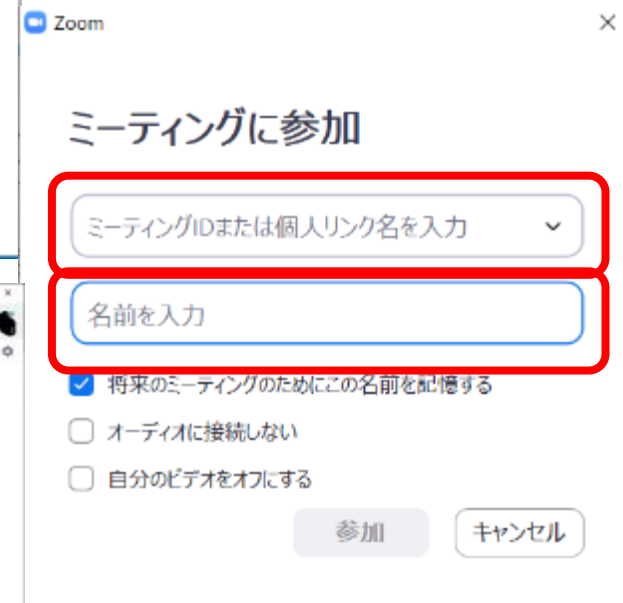 Zoom
ミーティングに参加
ミーティングIDまたは個人リンク名を入力
名前を入力
将来のミーティングのためにこの名前を記憶する
オーディオに接続しない
自分のビデオをオフにする
参加
キャンセル